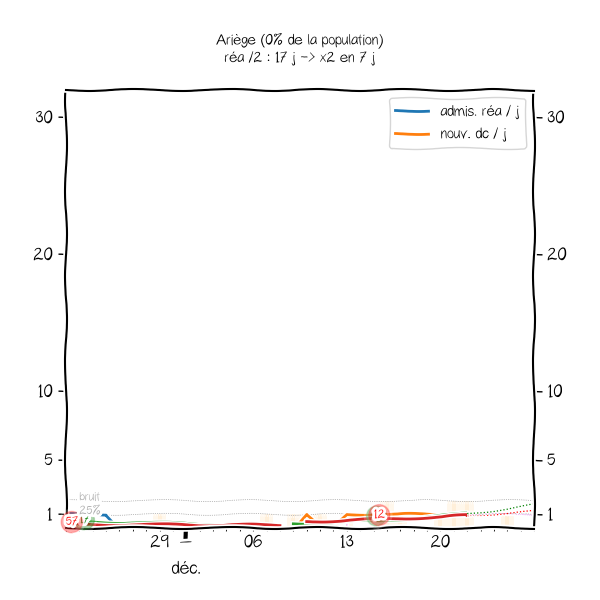 Ariège (0% de la population)
réa /2 : 17 j -> x2 en 7 j
admis. réa / j
nouv. dc / j
30
30
20
20
10
10
5
5
... bruit
25%
1
57
12
1
29
06
13
20
déc.